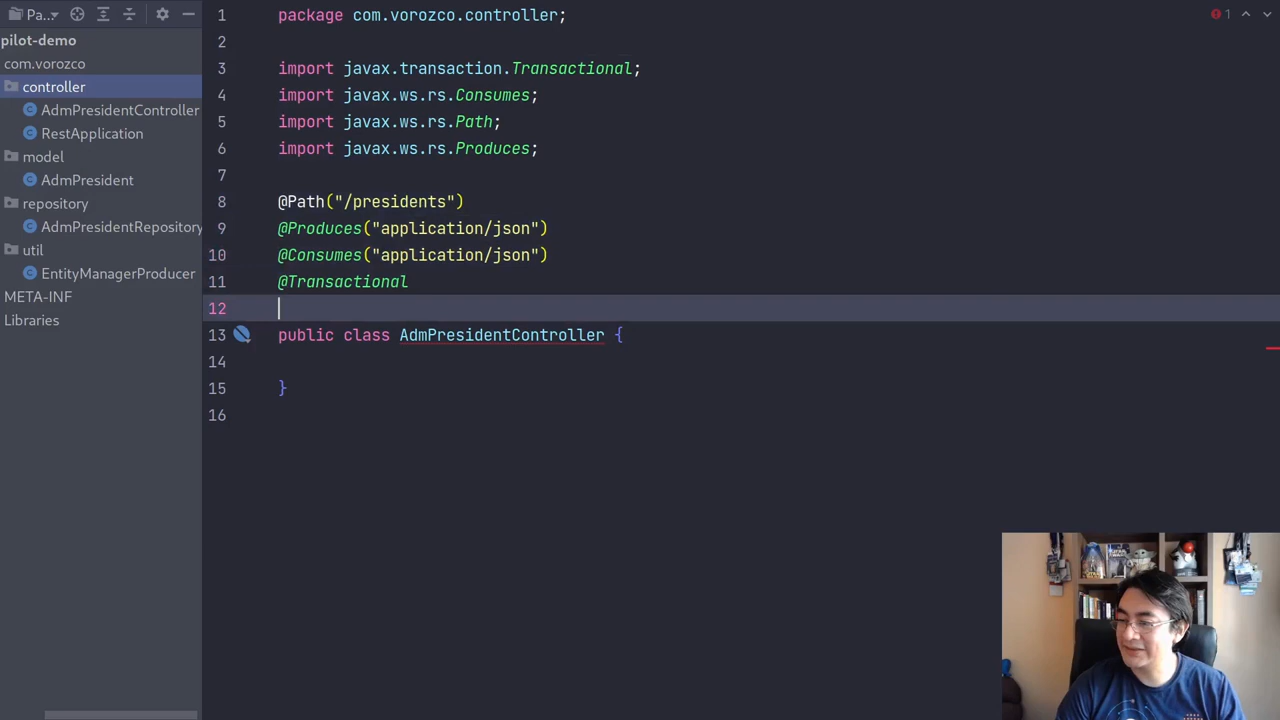 Pa...
pilot-demo
com.vorozco
controller
AdmPresidentController
RestApplication
model
AdmPresident
repository
AdmPresidentRepository
util
EntityManagerProducer
META-INF
Libraries
1 package com.vorozco.controller;
2
3 import javax.transaction.Transactional;
4 import javax.ws.rs.Consumes;
5 import javax.ws.rs.Path;
6 import javax.ws.rs.Produces;
7
8 @Path("/presidents")
9 @Produces("application/json")
10 @Consumes("application/json")
11 @Transactional
12
13 public class AdmPresidentController {
14
15 }
16
1